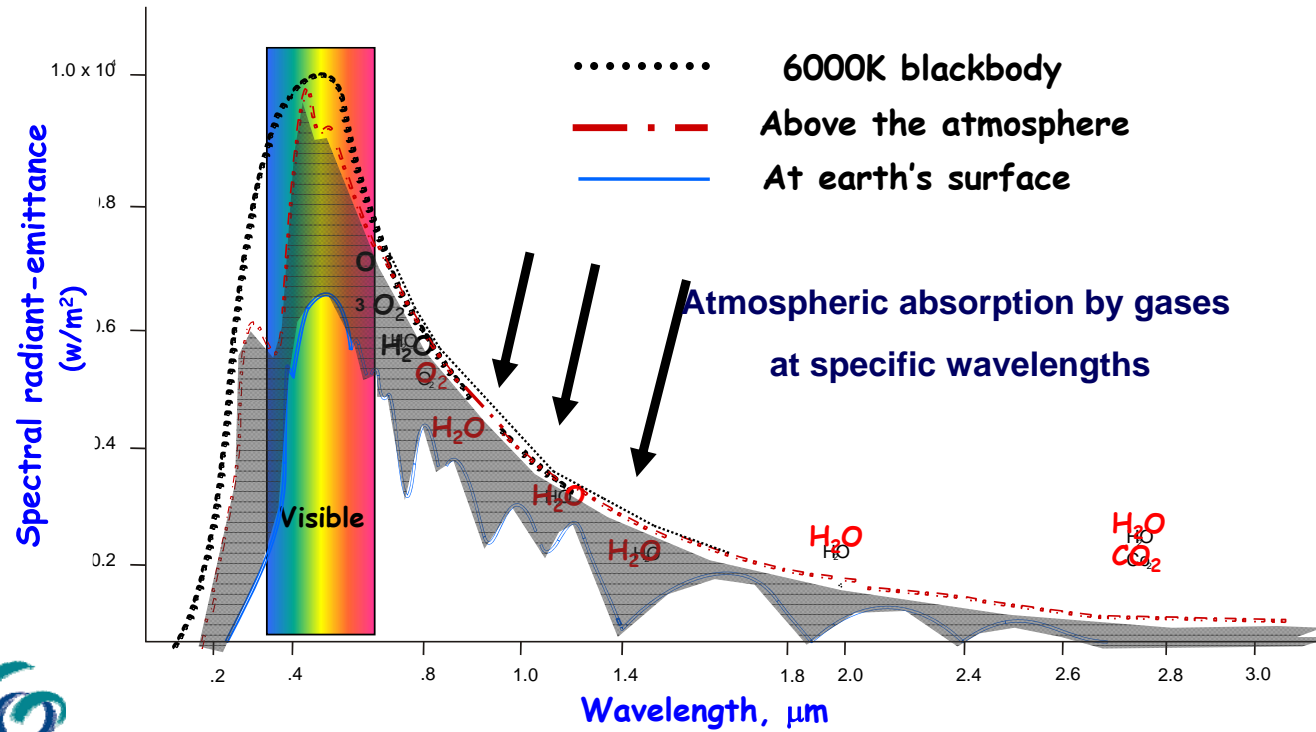 1.0 x 10⁴
6000K blackbody
Above the atmosphere
At earth's surface
Spectral radiant-emittance
(w/m²)
Atmospheric absorption by gases
at specific wavelengths
O
3
O₂
H₂O
O₂
H₂O
H₂O
H₂O
H₂O
H₂O
CO₂
Visible
.8
.6
.4
0.2
.2 .4 .8 1.0 1.4 1.8 2.0 2.4 2.6 2.8 3.0
Wavelength, μm